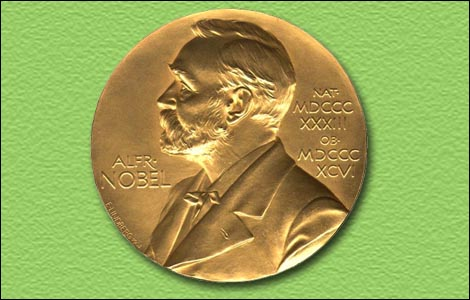 ALFR·
NOBEL
NAT·
MDCCC
XXXIII
OB·
MDCCC
XCVI